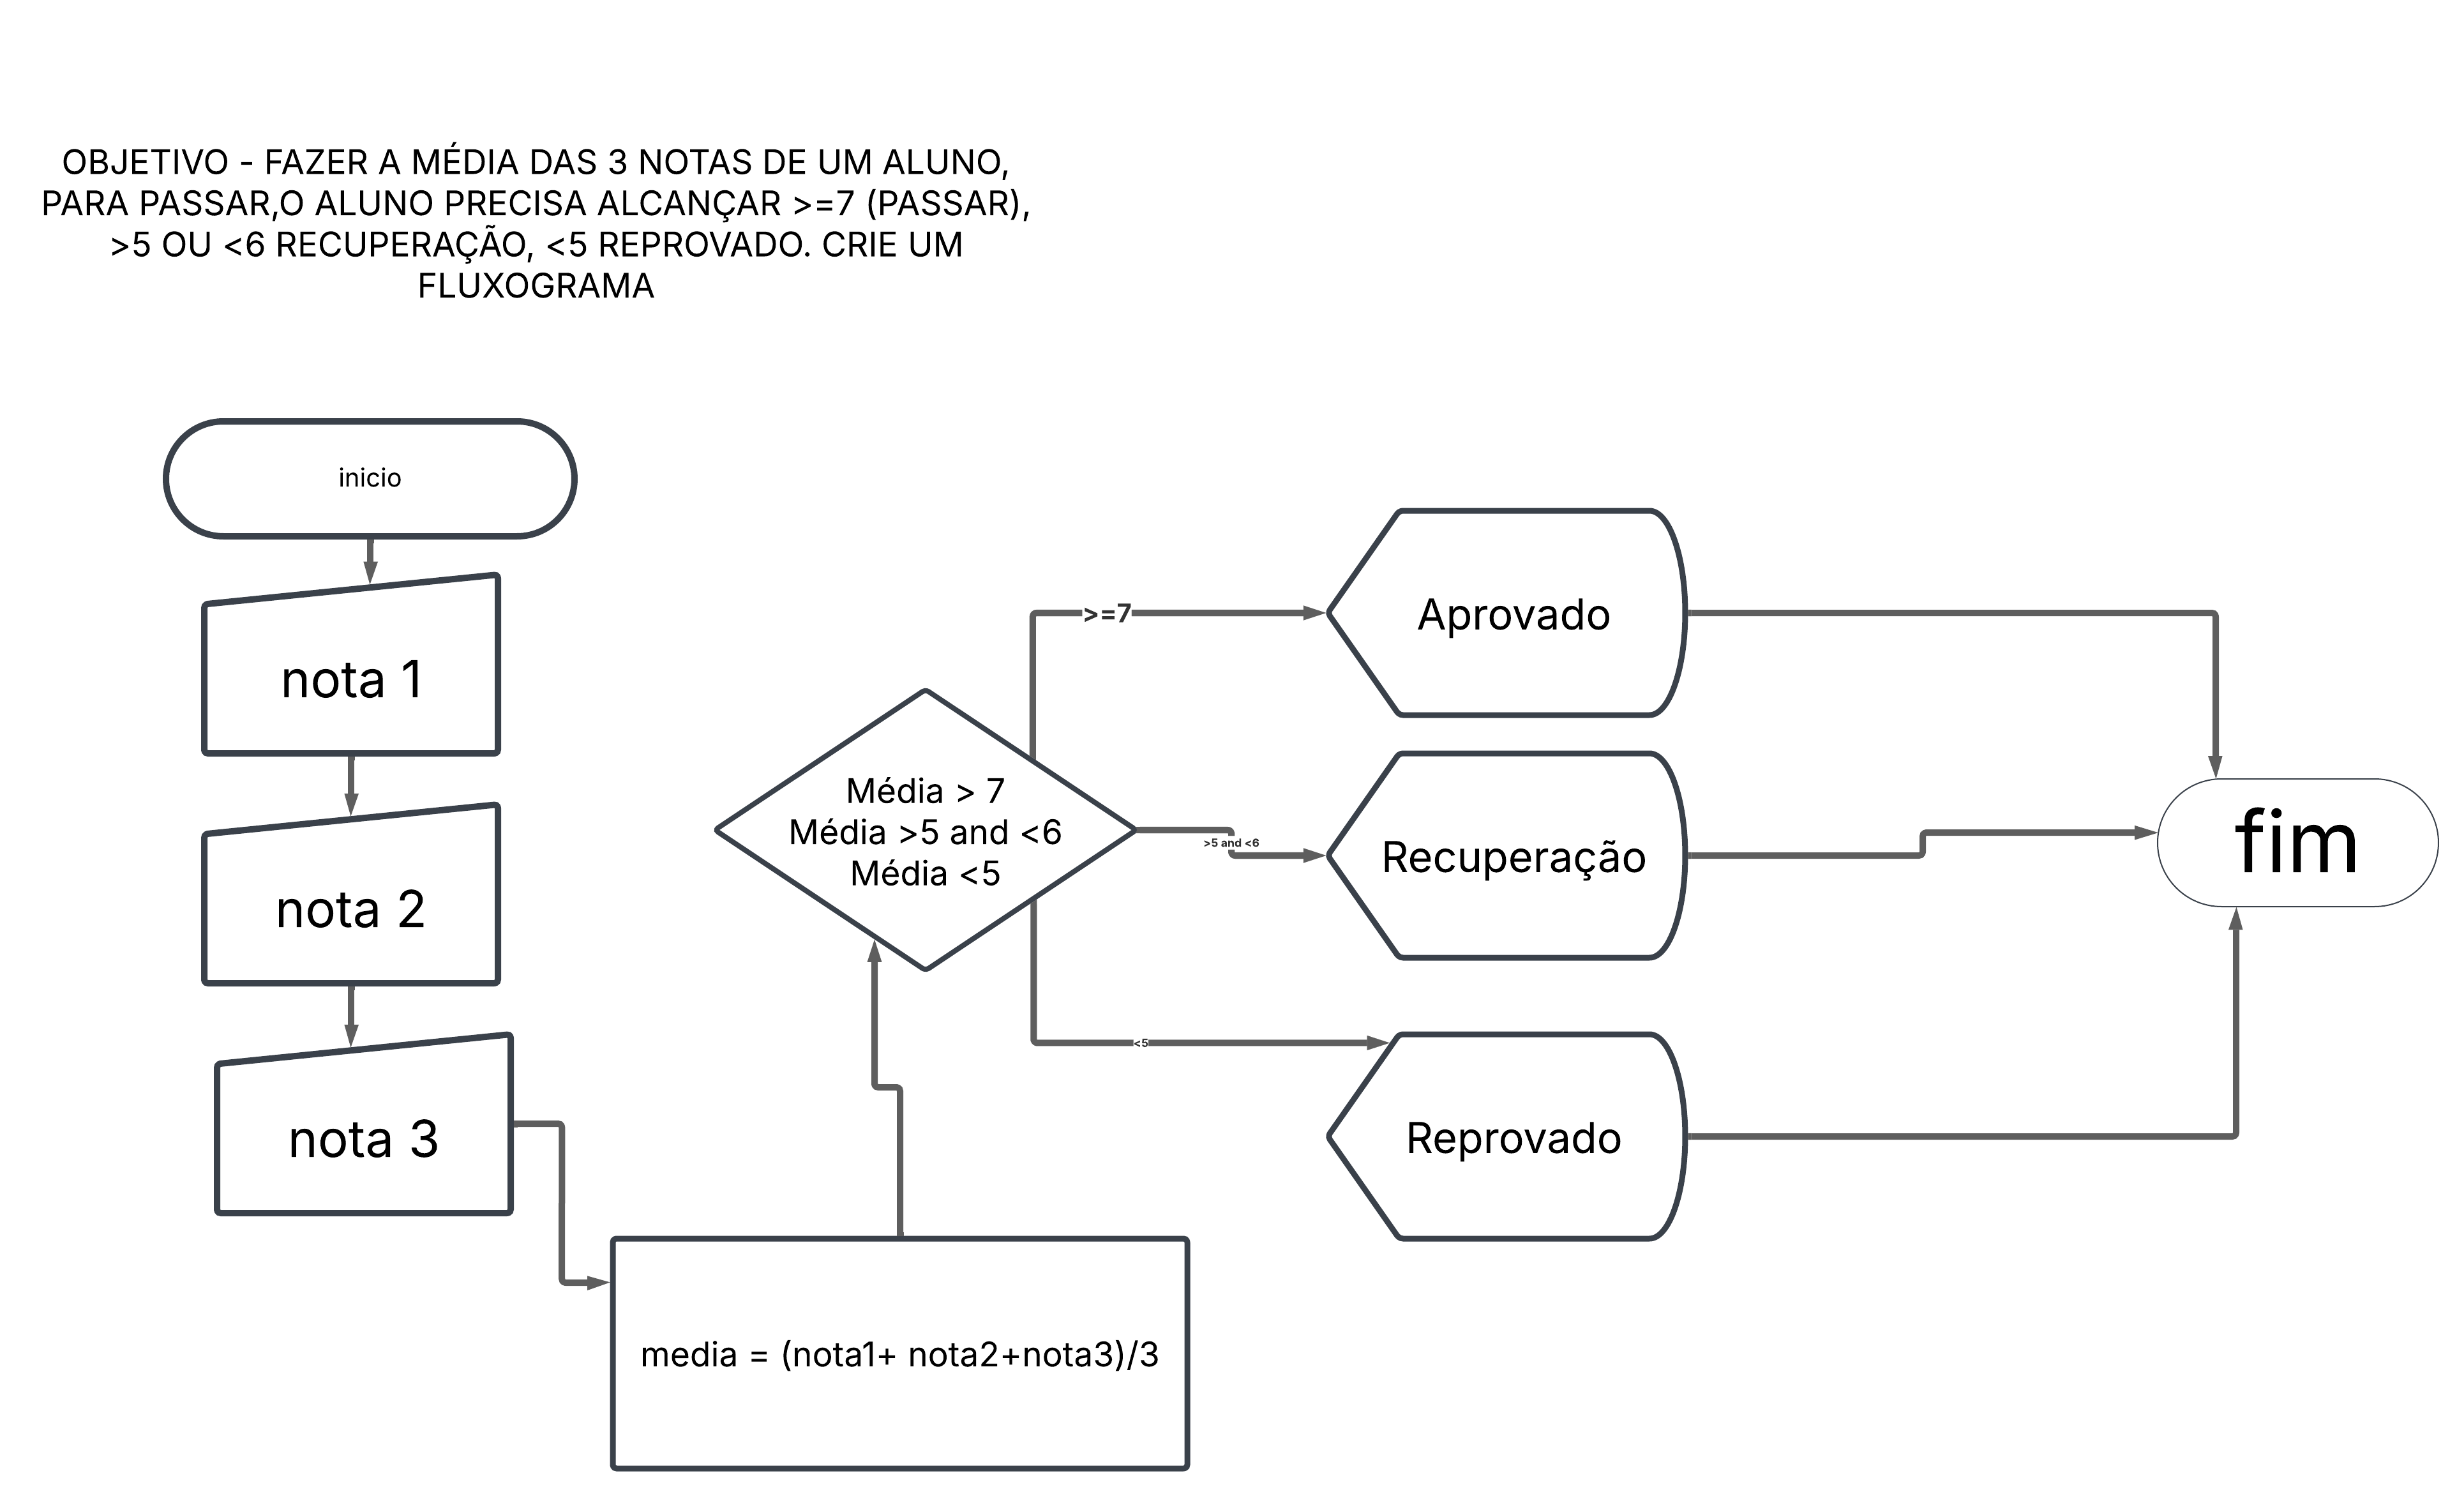 OBJETIVO - FAZER A MÉDIA DAS 3 NOTAS DE UM ALUNO,
PARA PASSAR,O ALUNO PRECISA ALCANÇAR >=7 (PASSAR),
>5 OU <6 RECUPERAÇÃO, <5 REPROVADO. CRIE UM
FLUXOGRAMA
inicio
nota 1
nota 2
nota 3
media = (nota1+ nota2+nota3)/3
Média > 7
Média >5 and <6
Média <5
>=7
Aprovado
>5 and <6
Recuperação
<5
Reprovado
fim